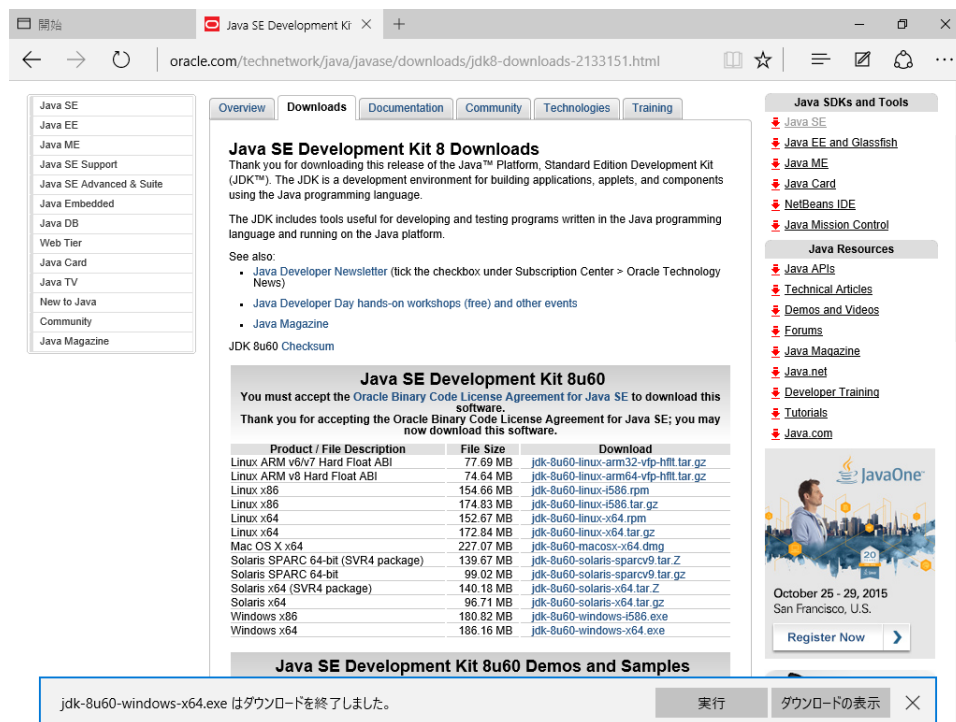 開始
Java SE Development Ki
oracle.com/technetwork/java/javase/downloads/jdk8-downloads-2133151.html
Java SE
Java EE
Java ME
Java SE Support
Java SE Advanced & Suite
Java Embedded
Java DB
Web Tier
Java Card
Java TV
New to Java
Community
Java Magazine
Overview Downloads Documentation Community Technologies Training
Java SE Development Kit 8 Downloads
Thank you for downloading this release of the Java™ Platform, Standard Edition Development Kit
(JDK™). The JDK is a development environment for building applications, applets, and components
using the Java programming language.
The JDK includes tools useful for developing and testing programs written in the Java programming
language and running on the Java platform.
See also:
Java Developer Newsletter (tick the checkbox under Subscription Center > Oracle Technology
News)
Java Developer Day hands-on workshops (free) and other events
Java Magazine
JDK 8u60 Checksum
Java SE Development Kit 8u60
You must accept the Oracle Binary Code License Agreement for Java SE to download this
software.
Thank you for accepting the Oracle Binary Code License Agreement for Java SE; you may
now download this software.
Product / File Description File Size Download
Linux ARM v6/v7 Hard Float ABI 77.69 MB jdk-8u60-linux-arm32-vfp-hflt.tar.gz
Linux ARM v8 Hard Float ABI 74.64 MB jdk-8u60-linux-arm64-vfp-hflt.tar.gz
Linux x86 154.66 MB jdk-8u60-linux-i586.rpm
Linux x86 174.83 MB jdk-8u60-linux-i586.tar.gz
Linux x64 152.67 MB jdk-8u60-linux-x64.rpm
Linux x64 172.84 MB jdk-8u60-linux-x64.tar.gz
Mac OS X x64 227.07 MB jdk-8u60-macosx-x64.dmg
Solaris SPARC 64-bit (SVR4 package) 139.67 MB jdk-8u60-solaris-sparcv9.tar.Z
Solaris SPARC 64-bit 99.02 MB jdk-8u60-solaris-sparcv9.tar.gz
Solaris x64 (SVR4 package) 140.18 MB jdk-8u60-solaris-x64.tar.Z
Solaris x64 96.71 MB jdk-8u60-solaris-x64.tar.gz
Windows x86 180.82 MB jdk-8u60-windows-i586.exe
Windows x64 186.16 MB jdk-8u60-windows-x64.exe
Java SE Development Kit 8u60 Demos and Samples
Java SDKs and Tools
Java SE
Java EE and Glassfish
Java ME
Java Card
NetBeans IDE
Java Mission Control
Java Resources
Java APIs
Technical Articles
Demos and Videos
Forums
Java Magazine
Java.net
Developer Training
Tutorials
Java.com
JavaOne
20
October 25 - 29, 2015
San Francisco, U.S.
Register Now
jdk-8u60-windows-x64.exe はダウンロードを終了しました。 実行 ダウンロードの表示